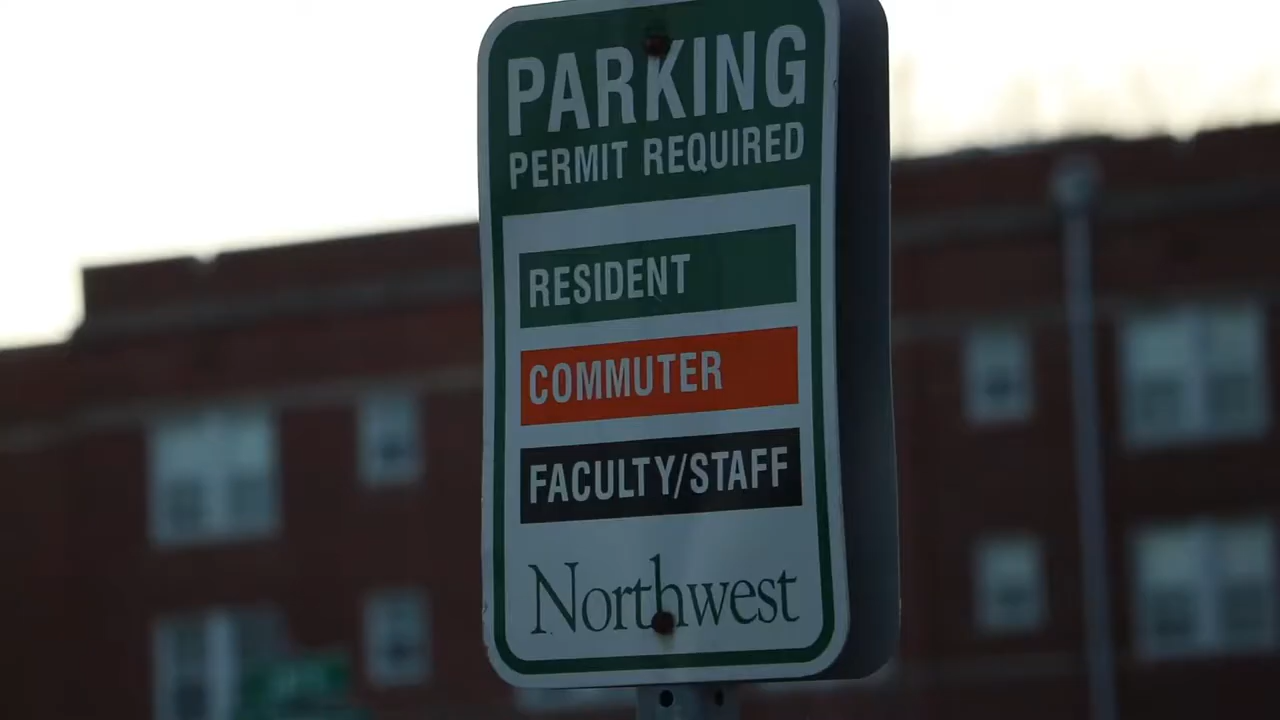 PARKING
PERMIT REQUIRED
RESIDENT
COMMUTER
FACULTY/STAFF
Northwest